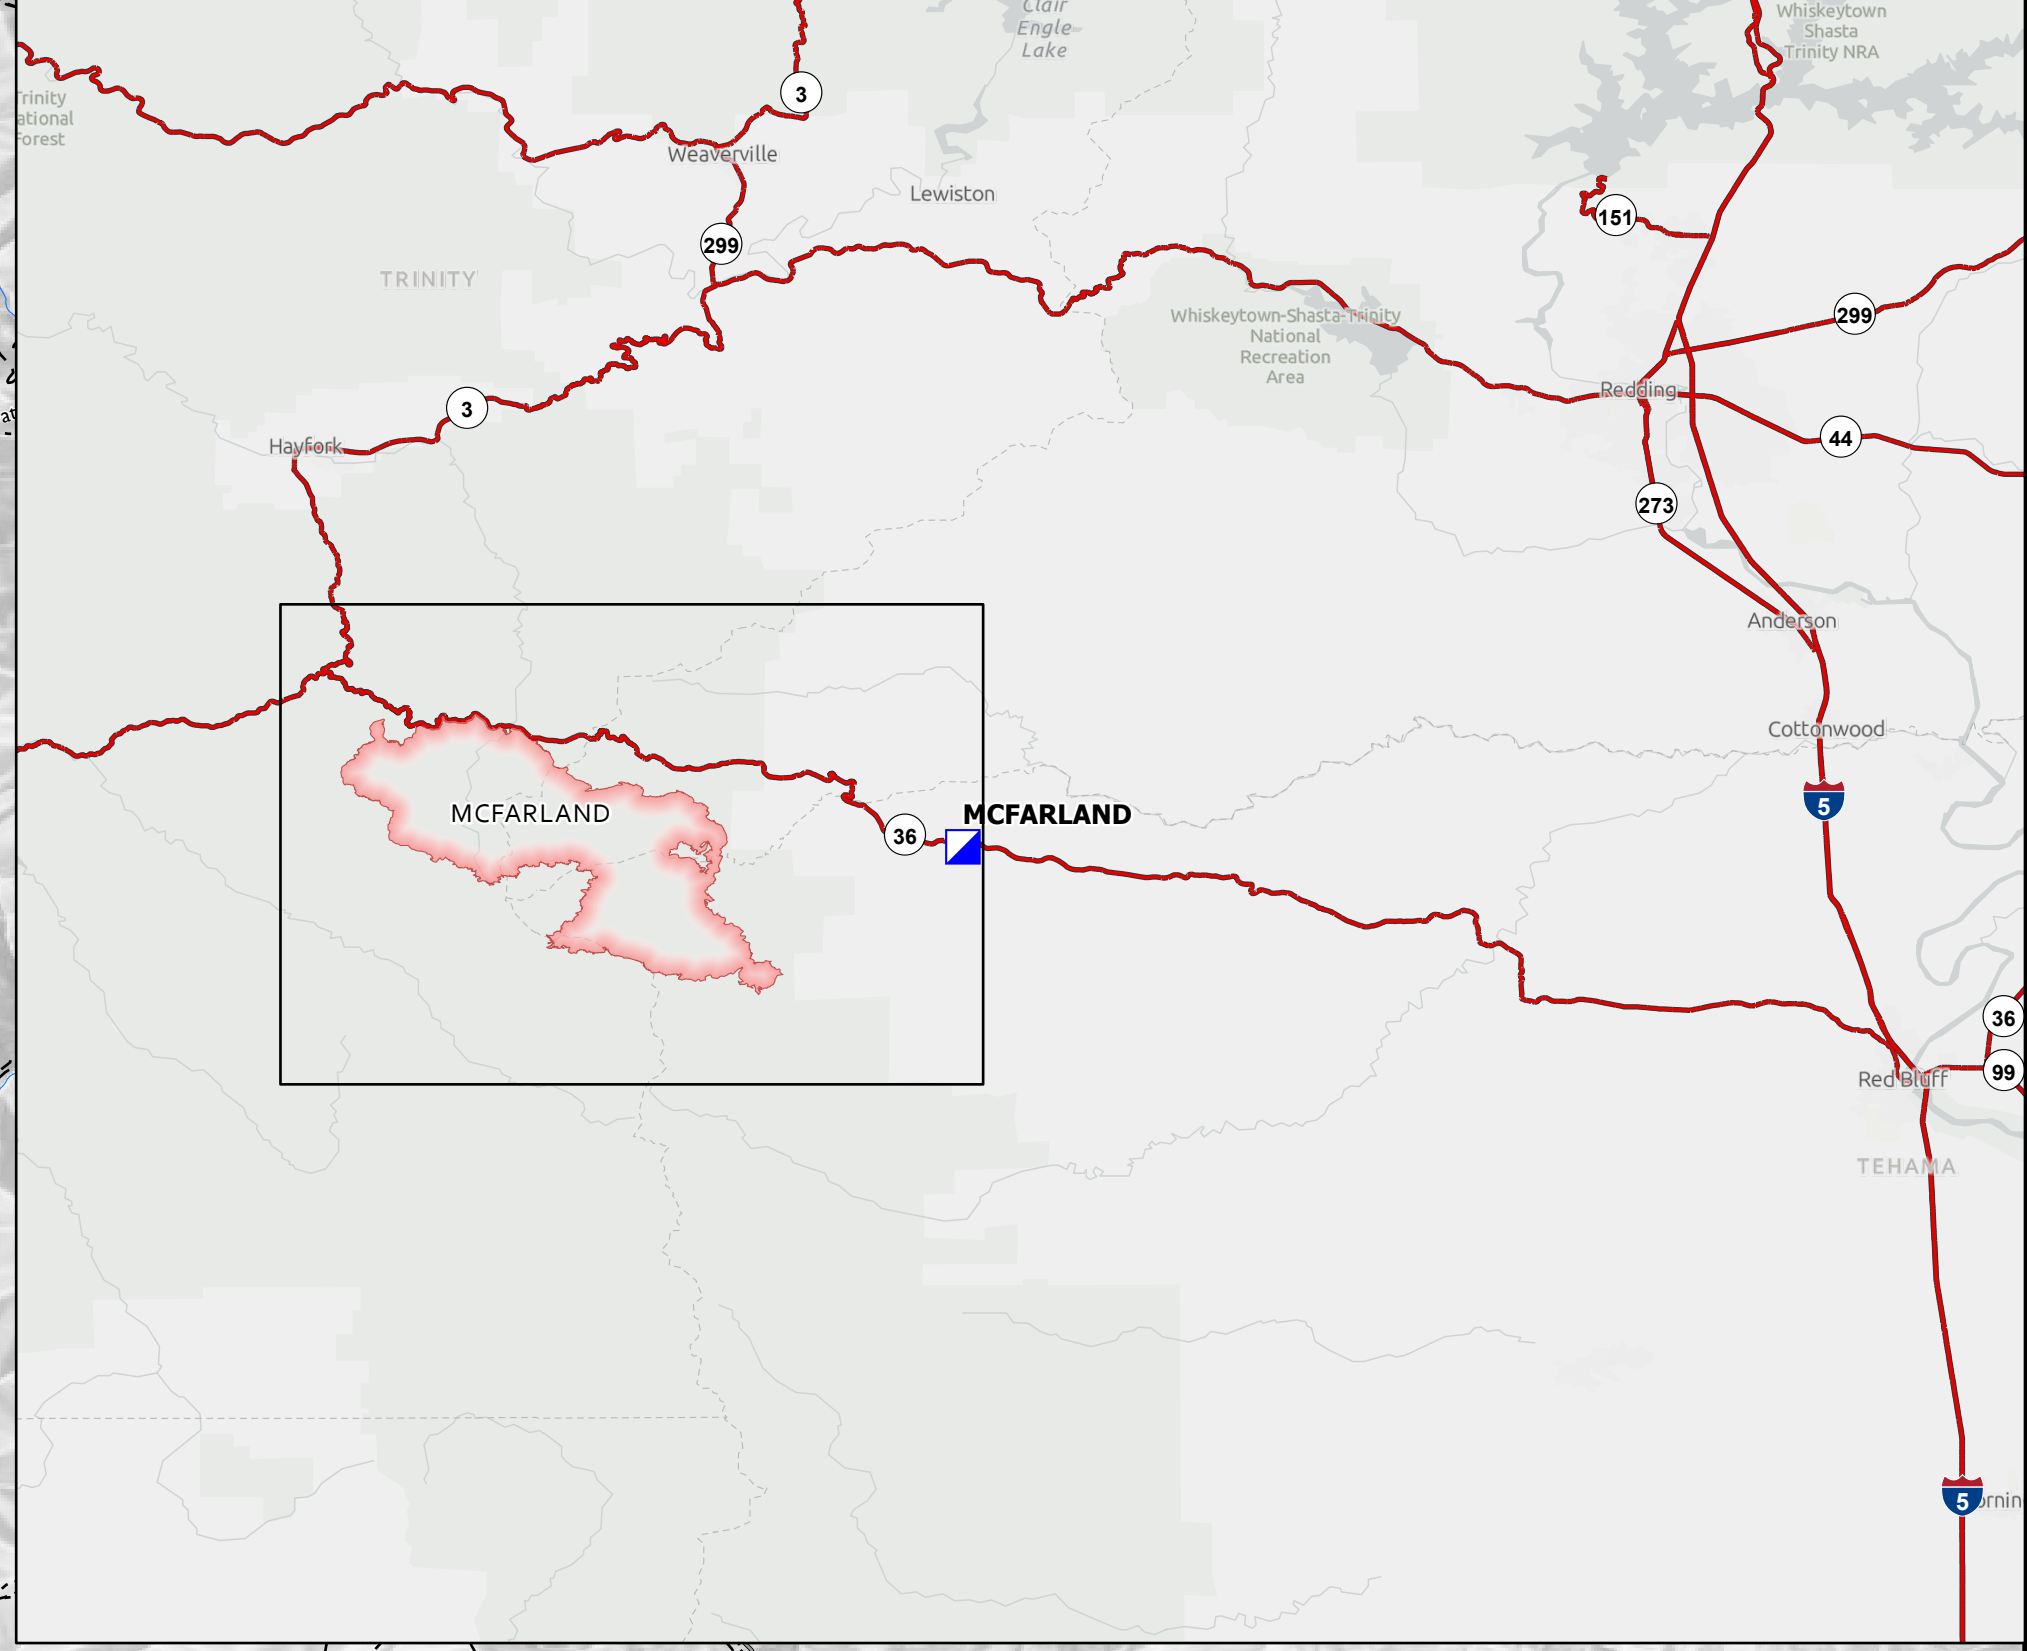 Clair
Engle
Lake
Whiskeytown
Shasta
Trinity NRA
3
Trinity
ational
Forest
Weaverville
Lewiston
151
299
TRINITY
299
Whiskeytown-Shasta-Trinity
National
Recreation
Area
Redding
3
44
Hayfork
at
273
Anderson
Cottonwood
5
MCFARLAND
MCFARLAND
36
36
99
Red Bluff
TEHAMA
5
ornin